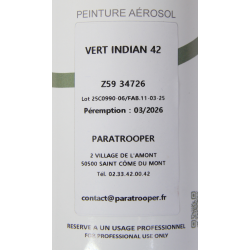 PEINTURE AÉROSOL
VERT INDIAN 42
Z59 34726
Lot 25C0990-06/FAB.11-03-25
Péremption : 03/2026
PARATROOPER
2 VILLAGE DE L'AMONT
50500 SAINT CÔME DU MONT
Tél. 02.33.42.00.42
contact@paratrooper.fr
RESERVE A UN USAGE PROFESSIONNEL
FOR PROFESSIONAL USE ONLY